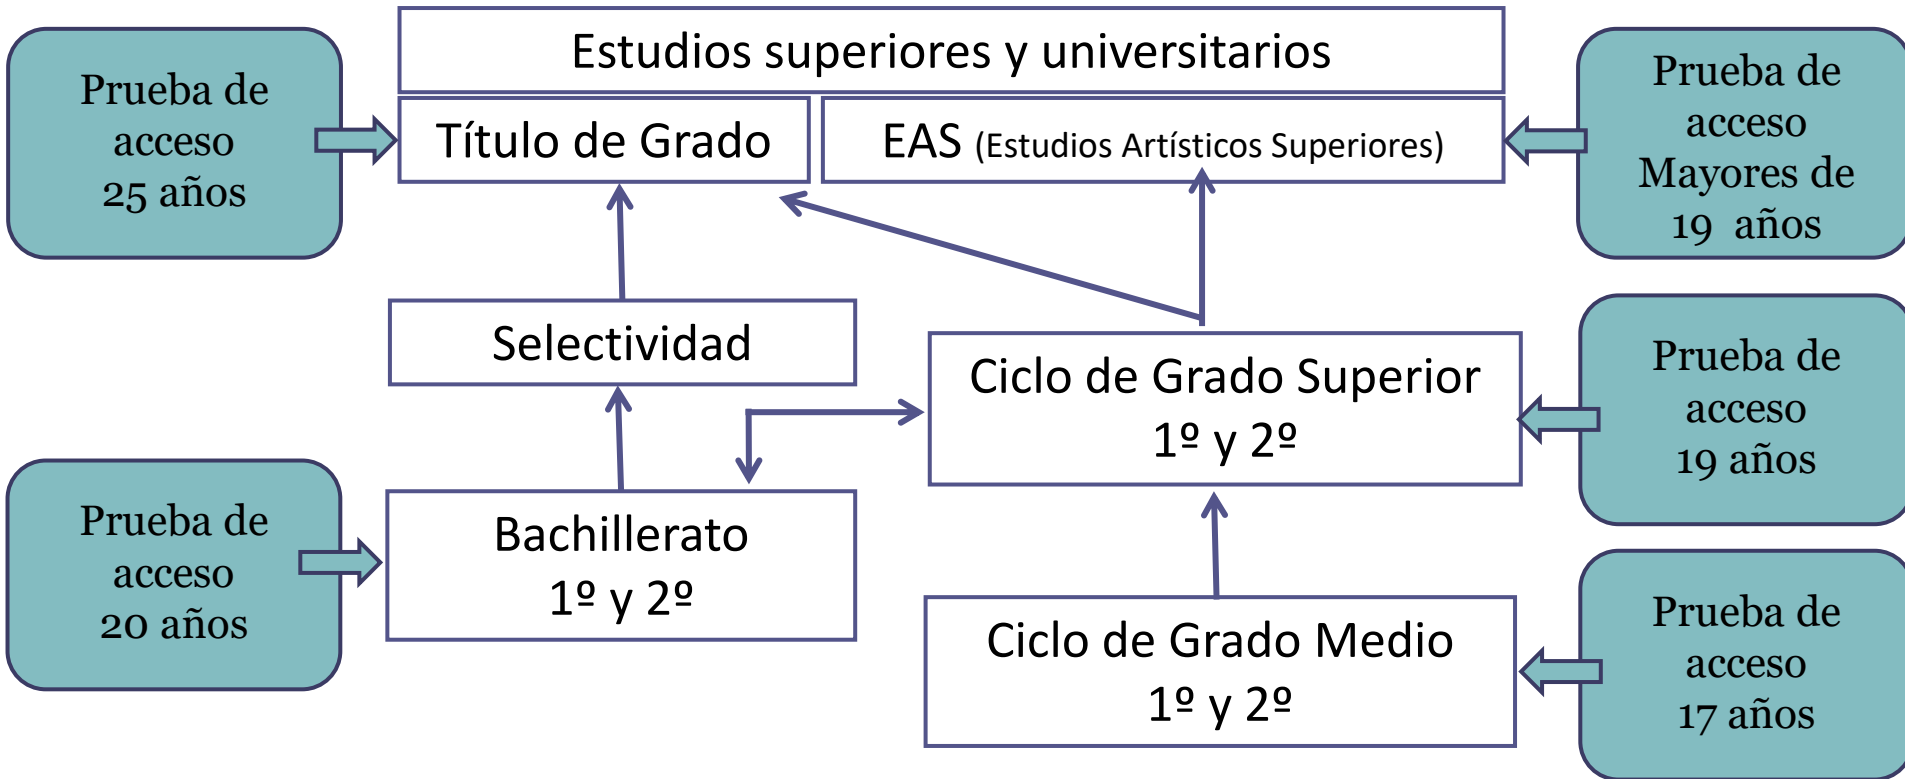 Estudios superiores y universitarios
Prueba de
acceso
25 años
Título de Grado
EAS (Estudios Artísticos Superiores)
Prueba de
acceso
Mayores de
19 años
Selectividad
Ciclo de Grado Superior
1º y 2º
Prueba de
acceso
19 años
Prueba de
acceso
20 años
Bachillerato
1º y 2º
Ciclo de Grado Medio
1º y 2º
Prueba de
acceso
17 años